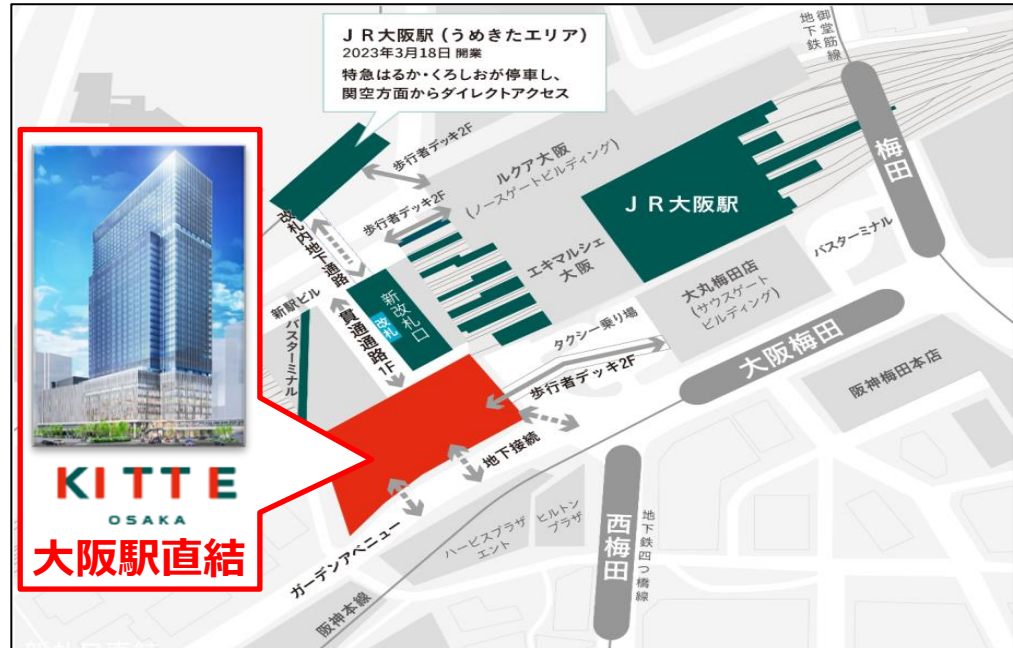 JR大阪駅(うめきたエリア)
2023年3月18日 開業
特急はるか・くろしおが停車し、
関空方面からダイレクトアクセス
地下鉄
御堂筋線
梅田
歩行者デッキ2F
ルクア大阪
(ノースゲートビルディング)
JR大阪駅
歩行者デッキ2F
改札内地下通路
エキマルシェ
大阪
バスターミナル
大丸梅田店
(サウスゲート
ビルディング)
新駅ビル
バスターミナル
新改札口
改札
貫通通路
1F
タクシー乗り場
歩行者デッキ2F
大阪梅田
阪神梅田本店
地下接続
KITTE
OSAKA
大阪駅直結
ガーデンアベニュー
ハービスプラザ
エント
ヒルトン
プラザ
西梅田
地下鉄四つ橋線
阪神本線